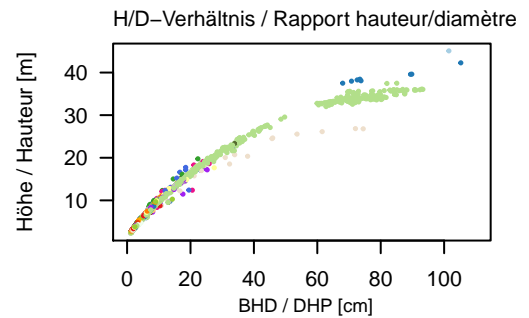 H/D−Verhältnis / Rapport hauteur/diamètre
Höhe / Hauteur [m]
40
30
20
10
0 20 40 60 80 100
BHD / DHP [cm]